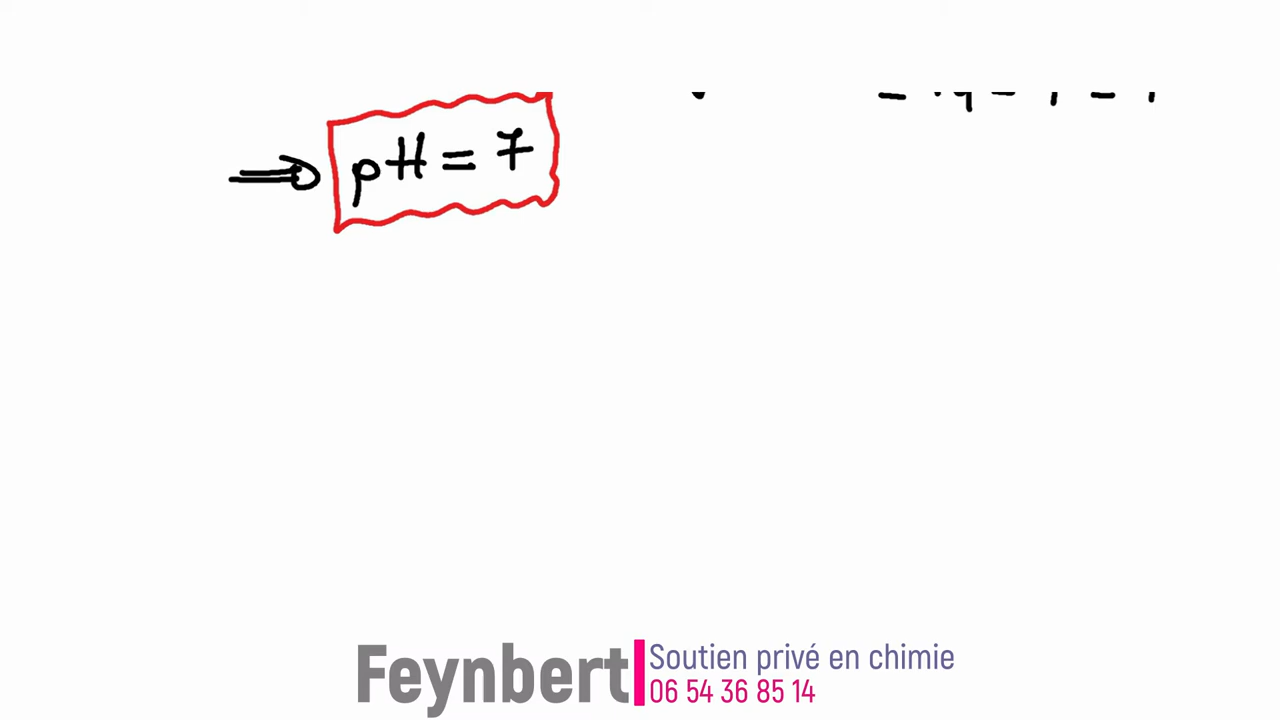 ⇒ pH = 7
Feynbert
Soutien privé en chimie
06 54 36 85 14